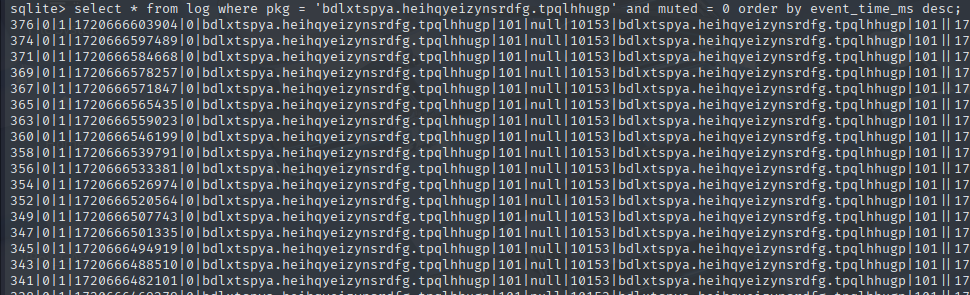 sqlite> select * from log where pkg = 'bdlxtspya.heihqyeizynsrdfg.tpqlhhugp' and muted = 0 order by event_time_ms desc;
376|0|1|1720666603904|0|bdlxtspya.heihqyeizynsrdfg.tpqlhhugp|101|null|10153|bdlxtspya.heihqyeizynsrdfg.tpqlhhugp|101||17
374|0|1|1720666597489|0|bdlxtspya.heihqyeizynsrdfg.tpqlhhugp|101|null|10153|bdlxtspya.heihqyeizynsrdfg.tpqlhhugp|101||17
371|0|1|1720666584668|0|bdlxtspya.heihqyeizynsrdfg.tpqlhhugp|101|null|10153|bdlxtspya.heihqyeizynsrdfg.tpqlhhugp|101||17
369|0|1|1720666578257|0|bdlxtspya.heihqyeizynsrdfg.tpqlhhugp|101|null|10153|bdlxtspya.heihqyeizynsrdfg.tpqlhhugp|101||17
367|0|1|1720666571847|0|bdlxtspya.heihqyeizynsrdfg.tpqlhhugp|101|null|10153|bdlxtspya.heihqyeizynsrdfg.tpqlhhugp|101||17
365|0|1|1720666565435|0|bdlxtspya.heihqyeizynsrdfg.tpqlhhugp|101|null|10153|bdlxtspya.heihqyeizynsrdfg.tpqlhhugp|101||17
363|0|1|1720666559023|0|bdlxtspya.heihqyeizynsrdfg.tpqlhhugp|101|null|10153|bdlxtspya.heihqyeizynsrdfg.tpqlhhugp|101||17
360|0|1|1720666546199|0|bdlxtspya.heihqyeizynsrdfg.tpqlhhugp|101|null|10153|bdlxtspya.heihqyeizynsrdfg.tpqlhhugp|101||17
358|0|1|1720666539791|0|bdlxtspya.heihqyeizynsrdfg.tpqlhhugp|101|null|10153|bdlxtspya.heihqyeizynsrdfg.tpqlhhugp|101||17
356|0|1|1720666533381|0|bdlxtspya.heihqyeizynsrdfg.tpqlhhugp|101|null|10153|bdlxtspya.heihqyeizynsrdfg.tpqlhhugp|101||17
354|0|1|1720666526974|0|bdlxtspya.heihqyeizynsrdfg.tpqlhhugp|101|null|10153|bdlxtspya.heihqyeizynsrdfg.tpqlhhugp|101||17
352|0|1|1720666520564|0|bdlxtspya.heihqyeizynsrdfg.tpqlhhugp|101|null|10153|bdlxtspya.heihqyeizynsrdfg.tpqlhhugp|101||17
349|0|1|1720666507743|0|bdlxtspya.heihqyeizynsrdfg.tpqlhhugp|101|null|10153|bdlxtspya.heihqyeizynsrdfg.tpqlhhugp|101||17
347|0|1|1720666501335|0|bdlxtspya.heihqyeizynsrdfg.tpqlhhugp|101|null|10153|bdlxtspya.heihqyeizynsrdfg.tpqlhhugp|101||17
345|0|1|1720666494919|0|bdlxtspya.heihqyeizynsrdfg.tpqlhhugp|101|null|10153|bdlxtspya.heihqyeizynsrdfg.tpqlhhugp|101||17
343|0|1|1720666488510|0|bdlxtspya.heihqyeizynsrdfg.tpqlhhugp|101|null|10153|bdlxtspya.heihqyeizynsrdfg.tpqlhhugp|101||17
341|0|1|1720666482101|0|bdlxtspya.heihqyeizynsrdfg.tpqlhhugp|101|null|10153|bdlxtspya.heihqyeizynsrdfg.tpqlhhugp|101||17